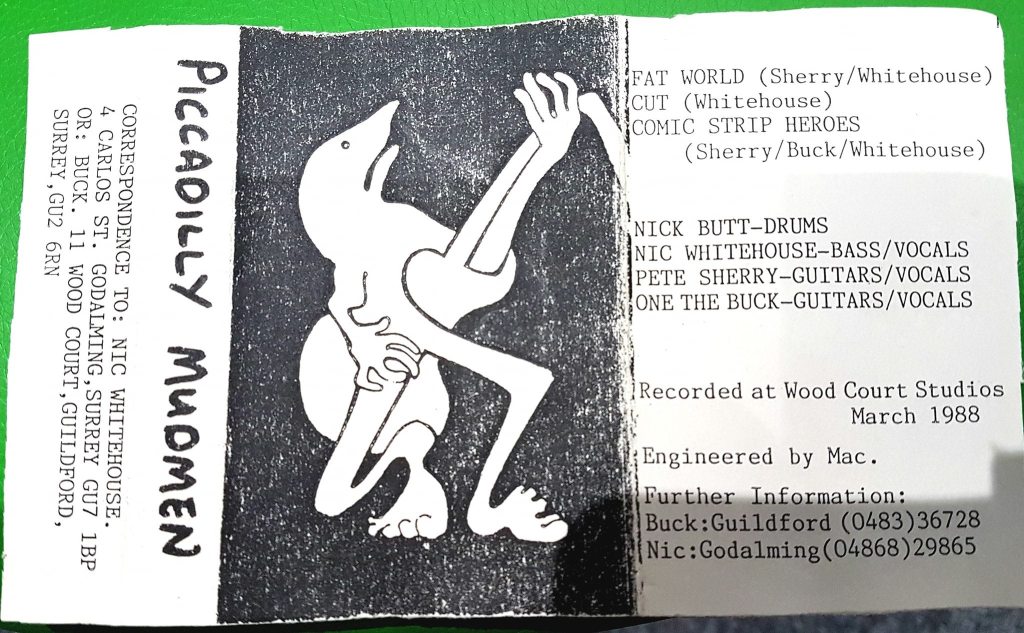 PICCADILLY MUDMEN
CORRESPONDENCE TO: NIC WHITEHOUSE.
4 CARLOS ST. GODALMING,SURREY GU7 1BP
OR: BUCK. 11 WOOD COURT,GUILDFORD,
SURREY,GU2 6RN
FAT WORLD (Sherry/Whitehouse)
CUT (Whitehouse)
COMIC STRIP HEROES
(Sherry/Buck/Whitehouse)
NICK BUTT-DRUMS
NIC WHITEHOUSE-BASS/VOCALS
PETE SHERRY-GUITARS/VOCALS
ONE THE BUCK-GUITARS/VOCALS
Recorded at Wood Court Studios
March 1988
Engineered by Mac.
Further Information:
Buck:Guildford (0483)36728
Nic:Godalming(04868)29865